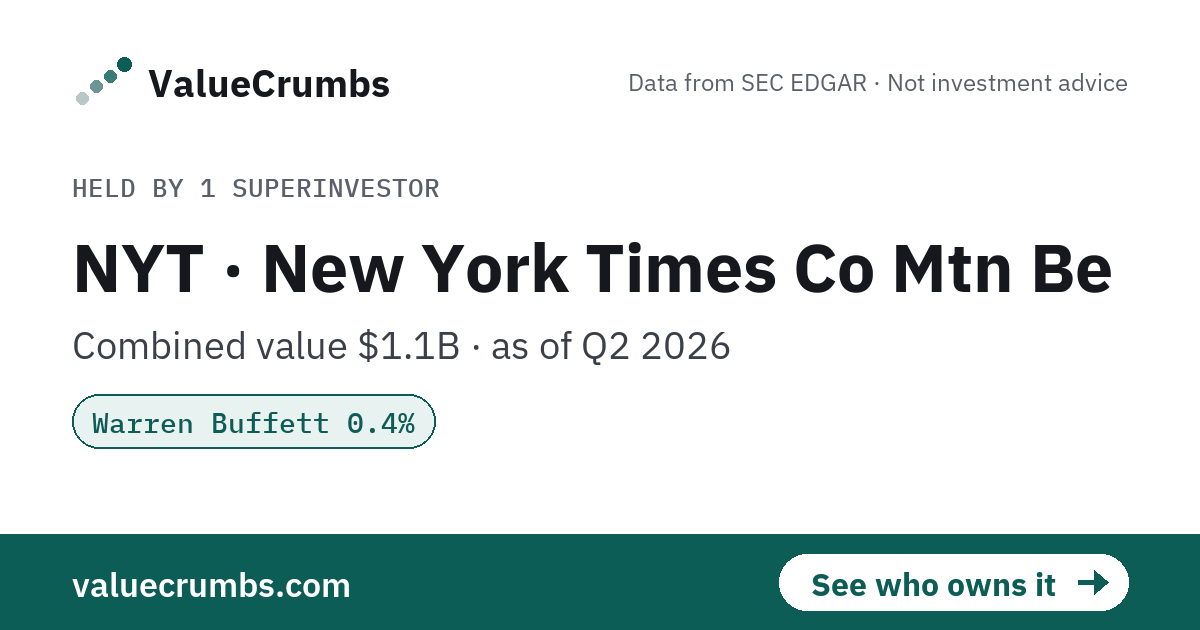 ValueCrumbs
Data from SEC EDGAR · Not investment advice
HELD BY 1 SUPERINVESTOR
NYT · New York Times Co Mtn Be
Combined value $1.1B · as of Q2 2026
Warren Buffett 0.4%
valuecrumbs.com
See who owns it →